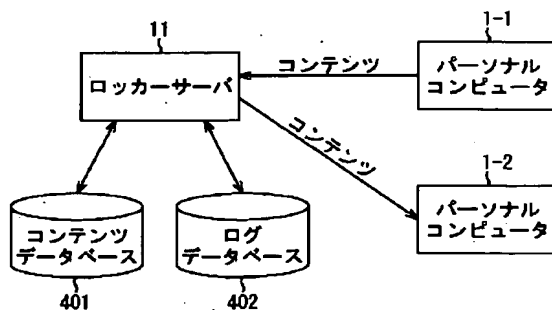 11
ロッカーサーバ
コンテンツ
1-1
パーソナル
コンピュータ
コンテンツ
1-2
パーソナル
コンピュータ
コンテンツ
データベース
401
ログ
データベース
402